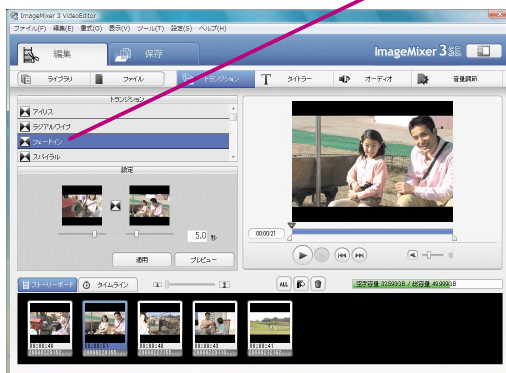 ImageMixer 3 VideoEditor
ファイル(F) 編集(E) 書式(O) 表示(V) ツール(T) 設定(S) ヘルプ(H)
編集 保存 ImageMixer 3 SE
ライブラリ ファイル トランジション タイトラー オーディオ 音量調節
トランジション
アイリス
ラジアルワイプ
フェードイン
スパイラル
設定
5.0 秒
00:00'21
適用 プレビュー
ストーリーボード タイムライン ALL
00:00:40 00:00:51 00:00:40 00:00:40 00:00:41